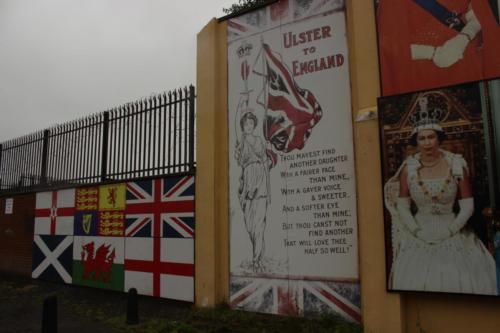 ULSTER
TO
ENGLAND
THOU MAYEST FIND
ANOTHER DAUGHTER
WITH A FAIRER FACE
THAN MINE,
WITH A GAYER VOICE
& SWEETER,
AND A SOFTER EYE
THAN MINE,
BUT THOU CANST NOT
FIND ANOTHER
THAT WILL LOVE THEE
HALF SO WELL!